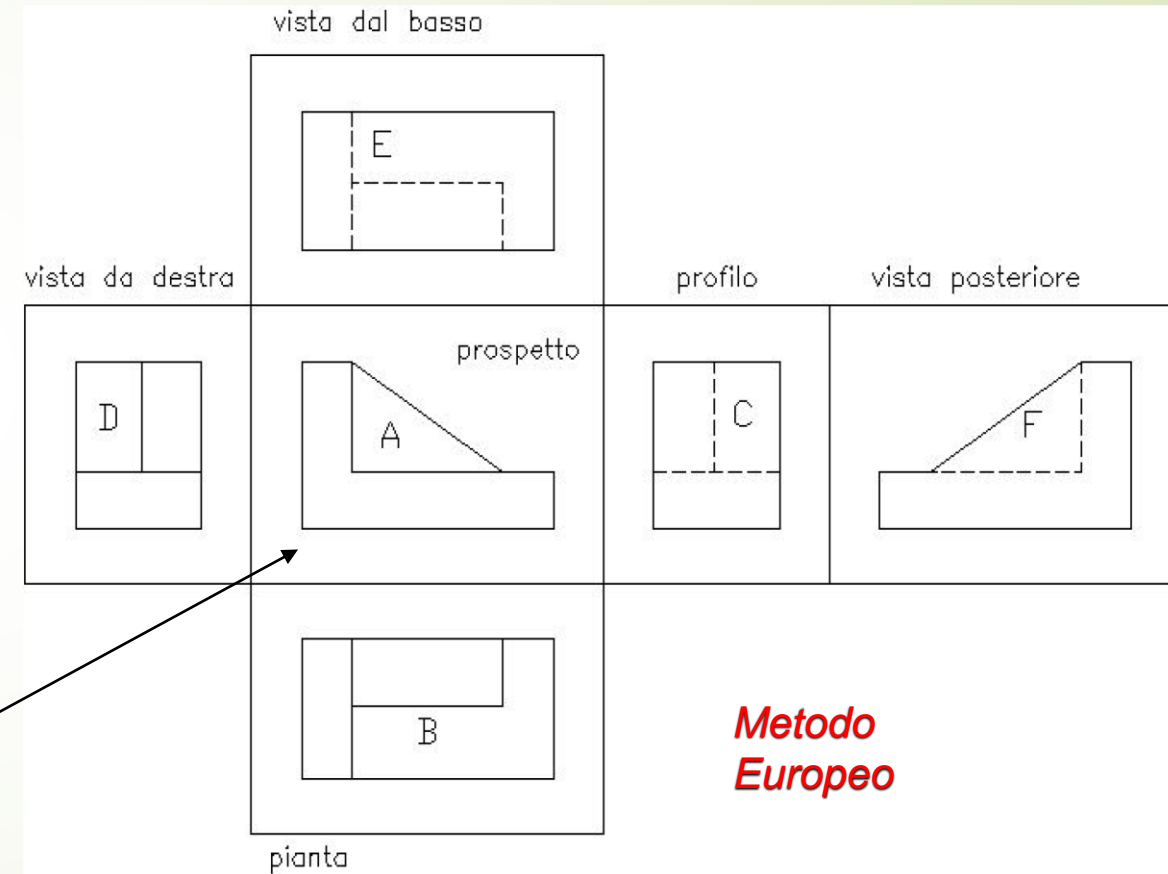 vista dal basso
E
vista da destra
profilo
vista posteriore
prospetto
D
A
C
F
B
Metodo
Europeo
pianta